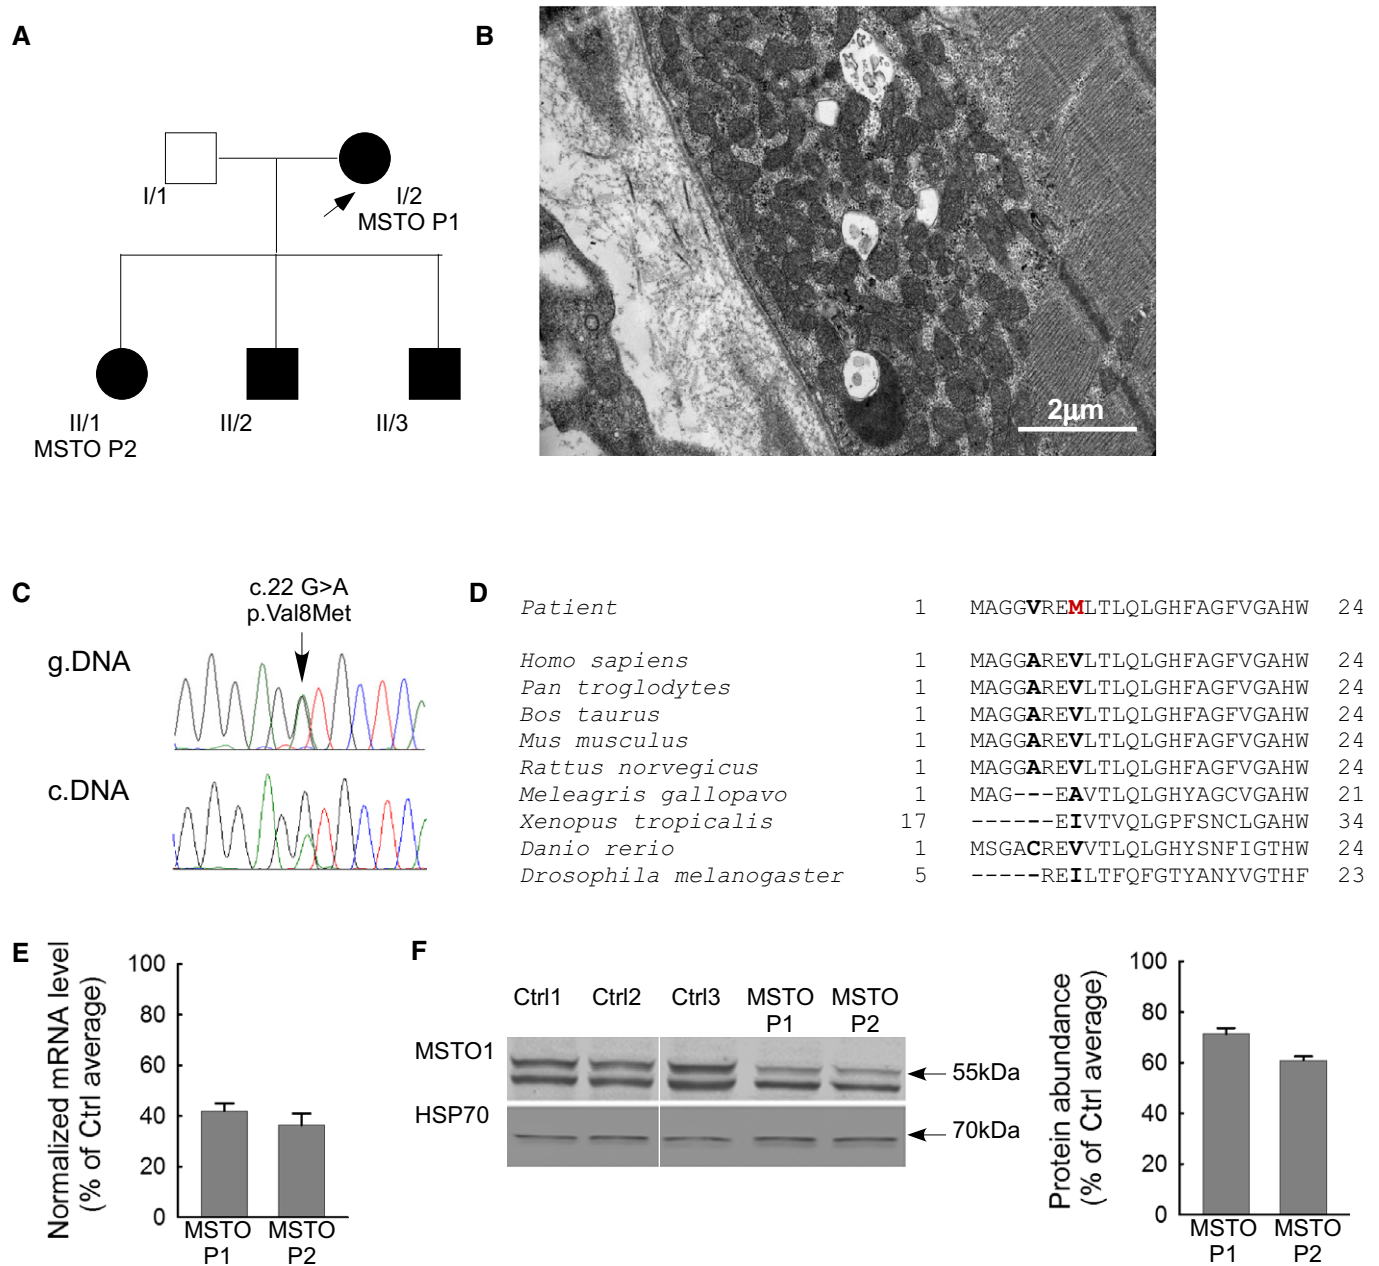 A
I/1
I/2
MSTO P1
II/1
MSTO P2
II/2
II/3
B
2µm
C
c.22 G>A
p.Val8Met
g.DNA
c.DNA
D
Patient 1 MAGGVREMLTLQLGHFAGFVGAHW 24
Homo sapiens 1 MAGGAREVLTLQLGHFAGFVGAHW 24
Pan troglodytes 1 MAGGAREVLTLQLGHFAGFVGAHW 24
Bos taurus 1 MAGGAREVLTLQLGHFAGFVGAHW 24
Mus musculus 1 MAGGAREVLTLQLGHFAGFVGAHW 24
Rattus norvegicus 1 MAGGAREVLTLQLGHFAGFVGAHW 24
Meleagris gallopavo 1 MAG---EAVTLQLGHYAGCVGAHW 21
Xenopus tropicalis 17 ------EIVTVQLGPFSNCLGAHW 34
Danio rerio 1 MSGACREVVTLQLGHYSNFIGTHW 24
Drosophila melanogaster 5 -----REILTFQFGTYANYVGTHF 23
E
Normalized mRNA level
(% of Ctrl average)
100
80
60
40
20
0
MSTO
P1
MSTO
P2
F
Ctrl1
Ctrl2
Ctrl3
MSTO
P1
MSTO
P2
MSTO1
55kDa
HSP70
70kDa
Protein abundance
(% of Ctrl average)
100
80
60
40
20
0
MSTO
P1
MSTO
P2